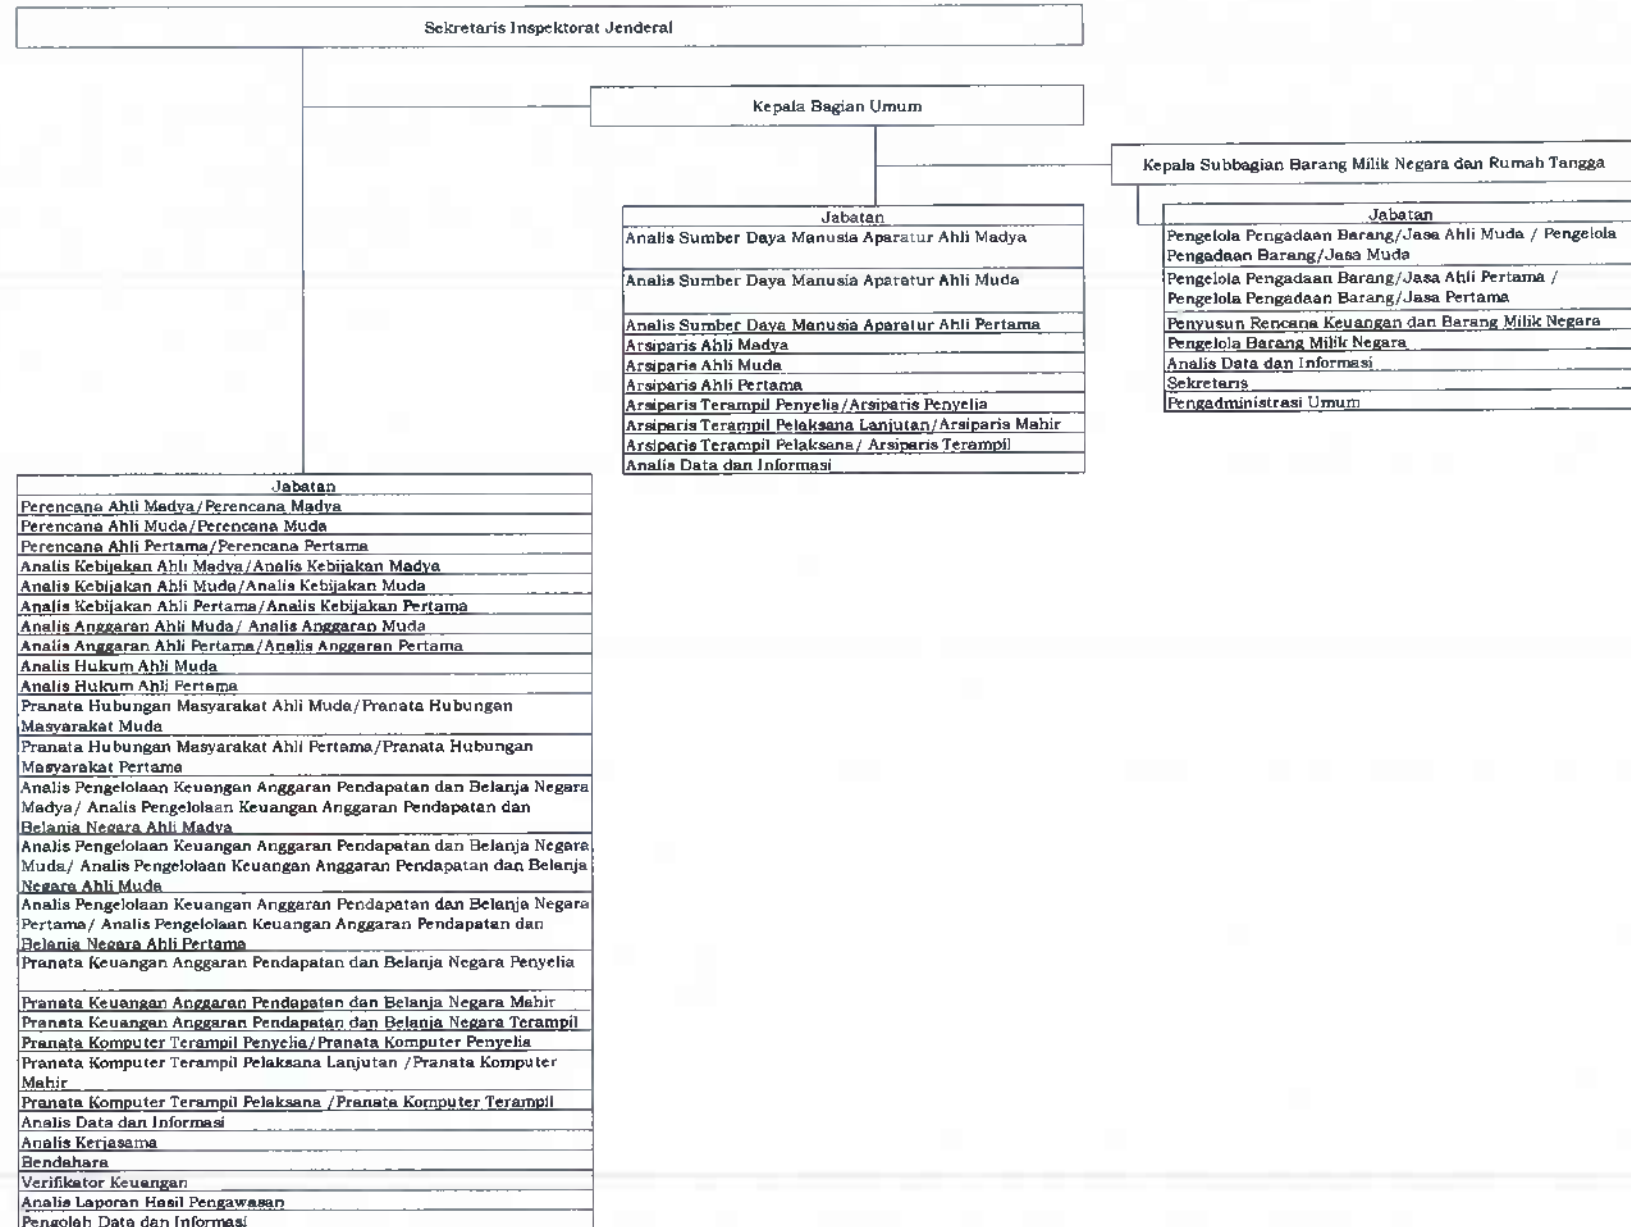 Sekretaris Inspektorat Jenderal
Kepala Bagian Umum
Kepala Subbagian Barang Milik Negara dan Rumah Tangga
Jabatan
Pengelola Pengadaan Barang/Jasa Ahli Muda / Pengelola
Pengadaan Barang/Jasa Muda
Pengelola Pengadaan Barang/Jasa Ahli Pertama /
Pengelola Pengadaan Barang/Jasa Pertama
Penyusun Rencana Keuangan dan Barang Milik Negara
Pengelola Barang Milik Negara
Analis Data dan Informasi
Sekretaris
Pengadministrasi Umum
Jabatan
Analis Sumber Daya Manusia Aparatur Ahli Madya
Analis Sumber Daya Manusia Aparatur Ahli Muda
Analis Sumber Daya Manusia Aparatur Ahli Pertama
Arsiparis Ahli Madya
Arsiparis Ahli Muda
Arsiparis Ahli Pertama
Arsiparis Terampil Penyelia/Arsiparis Penyelia
Arsiparis Terampil Pelaksana Lanjutan/Arsiparis Mahir
Arsiparis Terampil Pelaksana/ Arsiparis Terampil
Analis Data dan Informasi
Jabatan
Perencana Ahli Madya/Perencana Madya
Perencana Ahli Muda/Perencana Muda
Perencana Ahli Pertama/Perencana Pertama
Analis Kebijakan Ahli Madya/Analis Kebijakan Madya
Analis Kebijakan Ahli Muda/Analis Kebijakan Muda
Analis Kebijakan Ahli Pertama/Analis Kebijakan Pertama
Analis Anggaran Ahli Muda/ Analis Anggaran Muda
Analis Anggaran Ahli Pertama/Analis Anggaran Pertama
Analis Hukum Ahli Muda
Analis Hukum Ahli Pertama
Pranata Hubungan Masyarakat Ahli Muda/Pranata Hubungan
Masyarakat Muda
Pranata Hubungan Masyarakat Ahli Pertama/Pranata Hubungan
Masyarakat Pertama
Analis Pengelolaan Keuangan Anggaran Pendapatan dan Belanja Negara
Madya/ Analis Pengelolaan Keuangan Anggaran Pendapatan dan
Belanja Negara Ahli Madya
Analis Pengelolaan Keuangan Anggaran Pendapatan dan Belanja Negara
Muda/ Analis Pengelolaan Keuangan Anggaran Pendapatan dan Belanja
Negara Ahli Muda
Analis Pengelolaan Keuangan Anggaran Pendapatan dan Belanja Negara
Pertama/ Analis Pengelolaan Keuangan Anggaran Pendapatan dan
Belanja Negara Ahli Pertama
Pranata Keuangan Anggaran Pendapatan dan Belanja Negara Penyelia
Pranata Keuangan Anggaran Pendapatan dan Belanja Negara Mahir
Pranata Keuangan Anggaran Pendapatan dan Belanja Negara Terampil
Pranata Komputer Terampil Penyelia/Pranata Komputer Penyelia
Pranata Komputer Terampil Pelaksana Lanjutan /Pranata Komputer
Mahir
Pranata Komputer Terampil Pelaksana /Pranata Komputer Terampil
Analis Data dan Informasi
Analis Kerjasama
Bendahara
Verifikator Keuangan
Analis Laporan Hasil Pengawasan
Pengolah Data dan Informasi